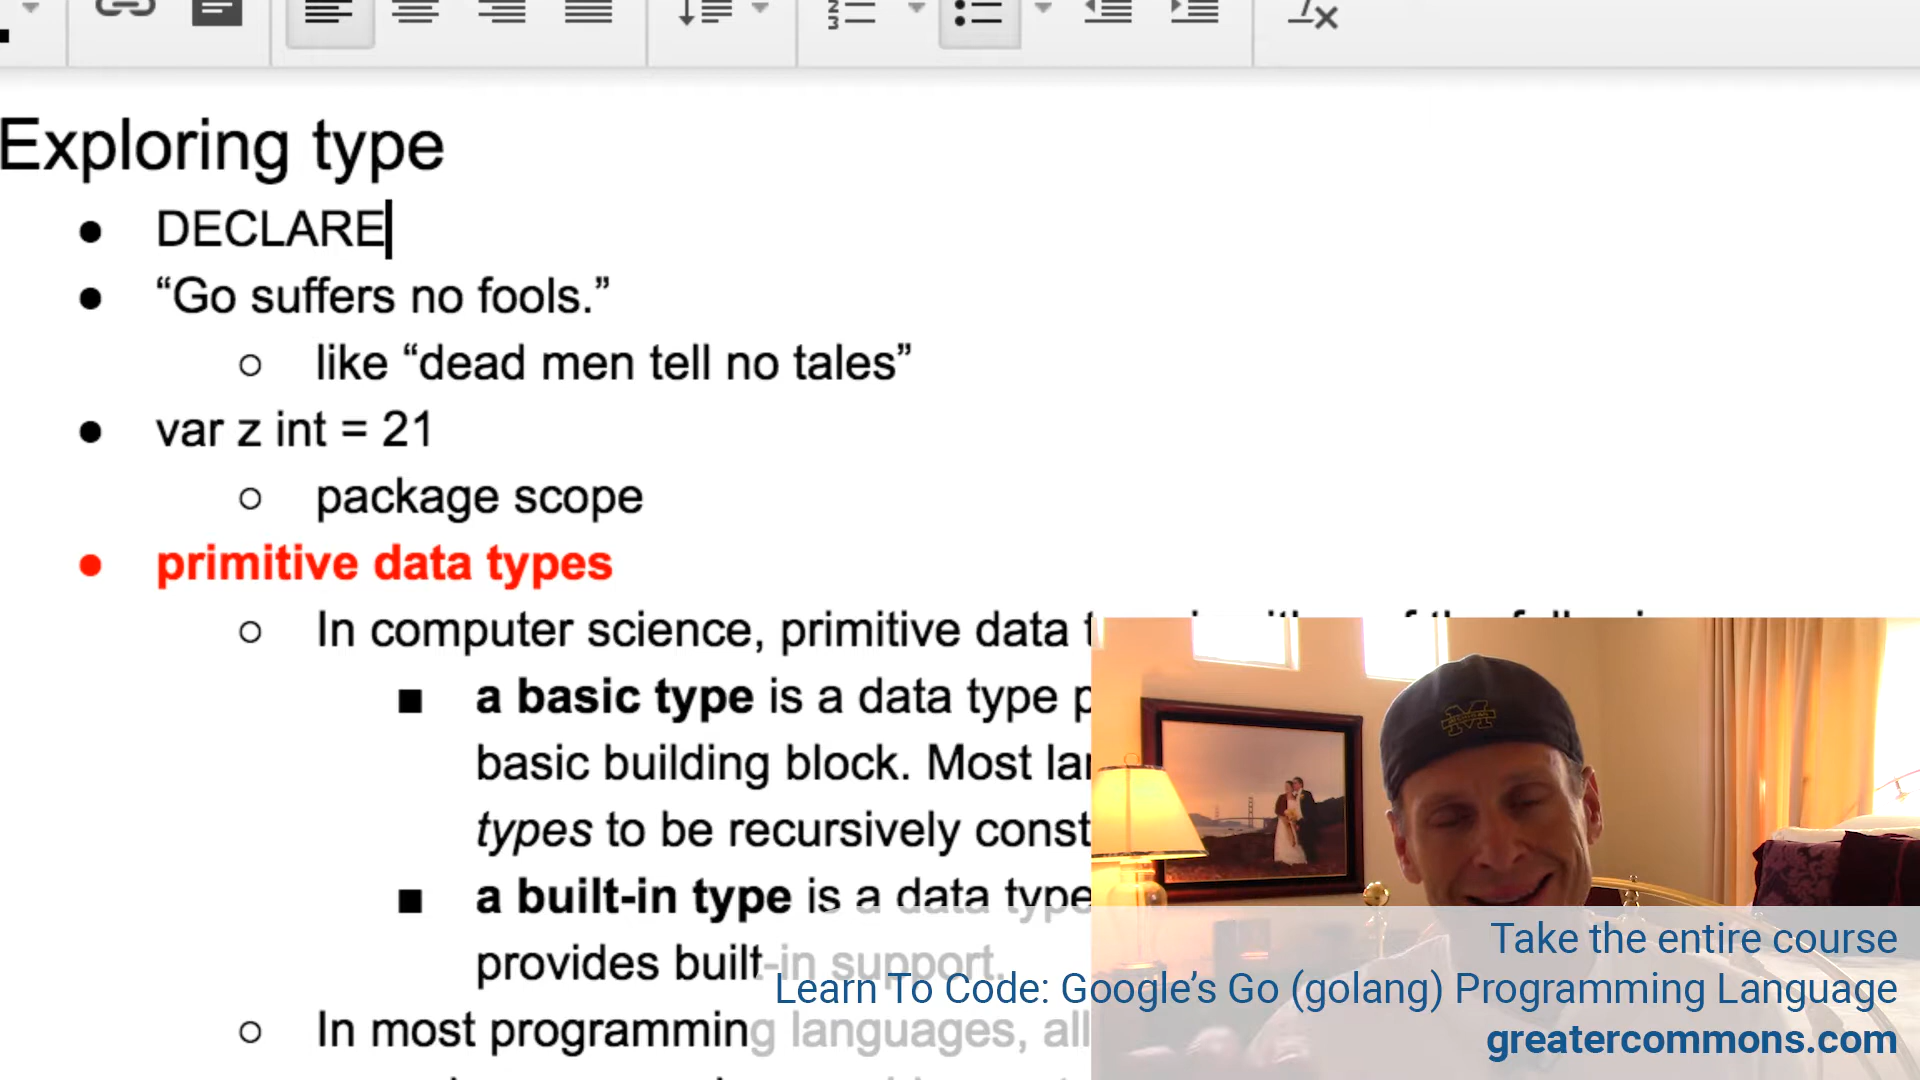 Exploring type
● DECLARE
● “Go suffers no fools.”
○ like “dead men tell no tales”
● var z int = 21
○ package scope
● primitive data types
○ In computer science, primitive data
■ a basic type is a data type
basic building block. Most
types to be recursively
■ a built-in type is a data type
provides built-in support.
○ In most programming languages, all
Take the entire course
Learn To Code: Google’s Go (golang) Programming Language
greatercommons.com